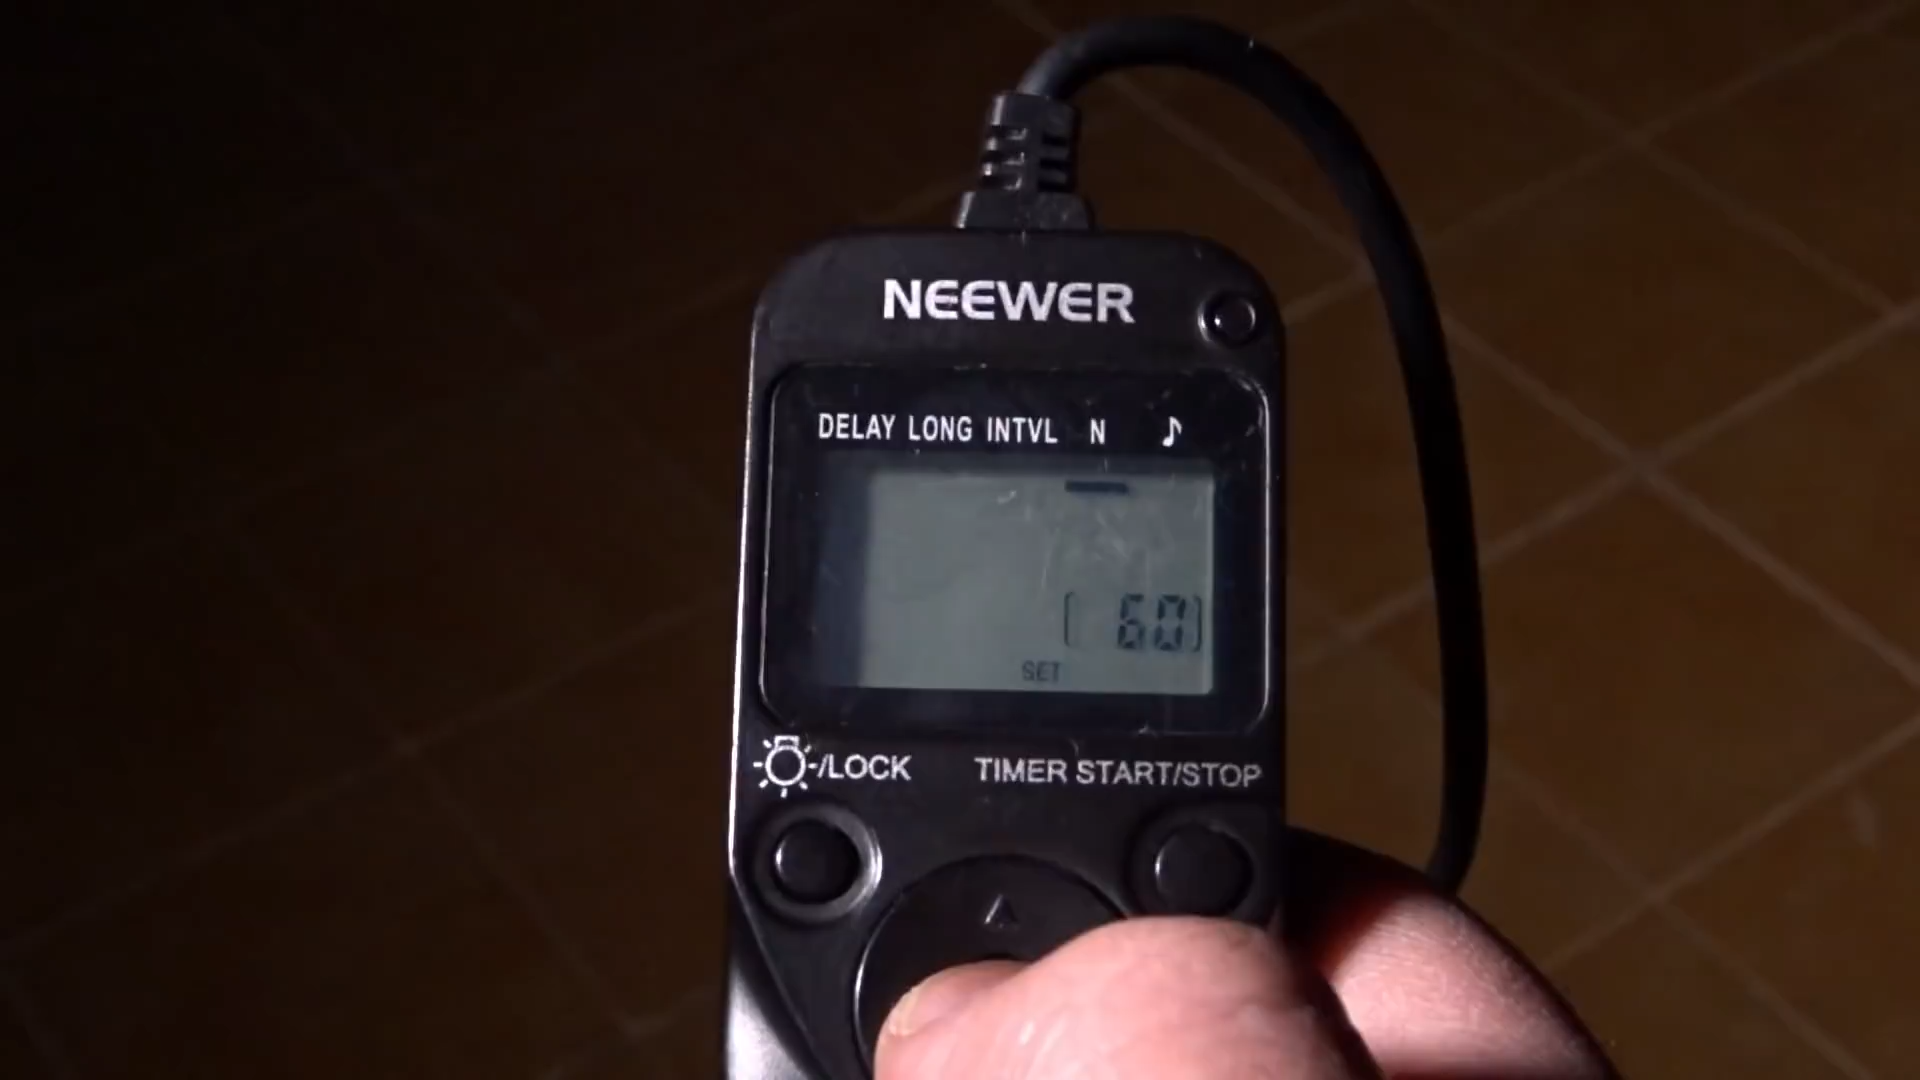 NEEWER
DELAY LONG INTVL N ♪
[ 60]
SET
/LOCK TIMER START/STOP